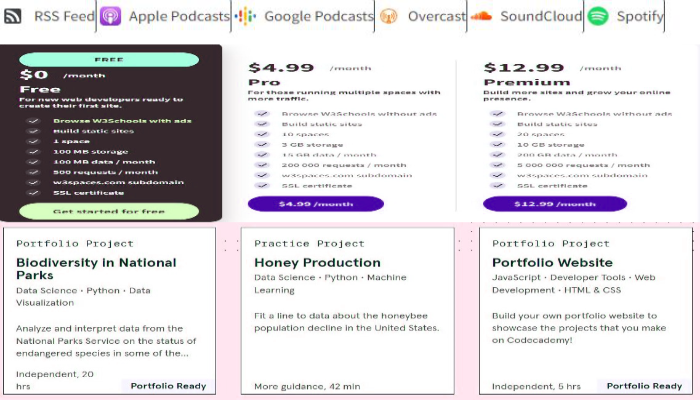 RSS Feed Apple Podcasts Google Podcasts Overcast SoundCloud Spotify
FREE
$0 /month
Free
For new web developers ready to
create their first site.
Browse W3Schools with ads
Build static sites
1 space
100 MB storage
100 MB data / month
500 requests / month
w3spaces.com subdomain
SSL certificate
Get started for free
$4.99 /month
Pro
For those running multiple spaces with
more traffic.
Browse W3Schools without ads
Build static sites
10 spaces
3 GB storage
15 GB data / month
200 000 requests / month
w3spaces.com subdomain
SSL certificate
$4.99 /month
$12.99 /month
Premium
Build more sites and grow your online
presence.
Browse W3Schools without ads
Build static sites
20 spaces
10 GB storage
200 GB data / month
5 000 000 requests / month
w3spaces.com subdomain
SSL certificate
$12.99 /month
Portfolio Project
Biodiversity in National
Parks
Data Science • Python • Data
Visualization
Analyze and interpret data from the
National Parks Service on the status of
endangered species in some of the...
Independent, 20
hrs
Portfolio Ready
Practice Project
Honey Production
Data Science • Python • Machine
Learning
Fit a line to data about the honeybee
population decline in the United States.
More guidance, 42 min
Portfolio Project
Portfolio Website
JavaScript • Developer Tools • Web
Development • HTML & CSS
Build your own portfolio website to
showcase the projects that you make
on Codecademy!
Independent, 5 hrs
Portfolio Ready